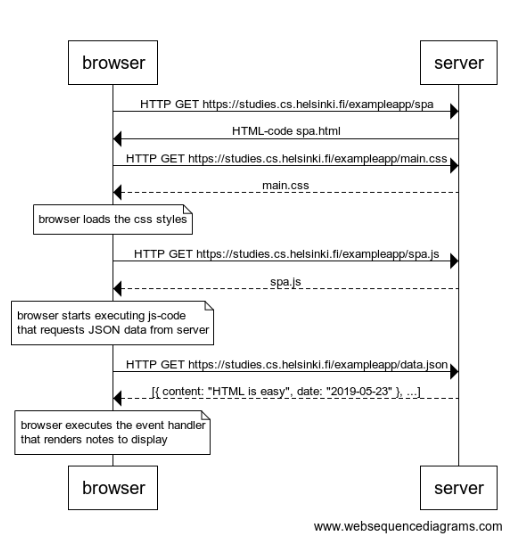 browser
server
HTTP GET https://studies.cs.helsinki.fi/exampleapp/spa
HTML-code spa.html
HTTP GET https://studies.cs.helsinki.fi/exampleapp/main.css
main.css
browser loads the css styles
HTTP GET https://studies.cs.helsinki.fi/exampleapp/spa.js
spa.js
browser starts executing js-code
that requests JSON data from server
HTTP GET https://studies.cs.helsinki.fi/exampleapp/data.json
[{ content: "HTML is easy", date: "2019-05-23" }, ...]
browser executes the event handler
that renders notes to display
browser
server
www.websequencediagrams.com